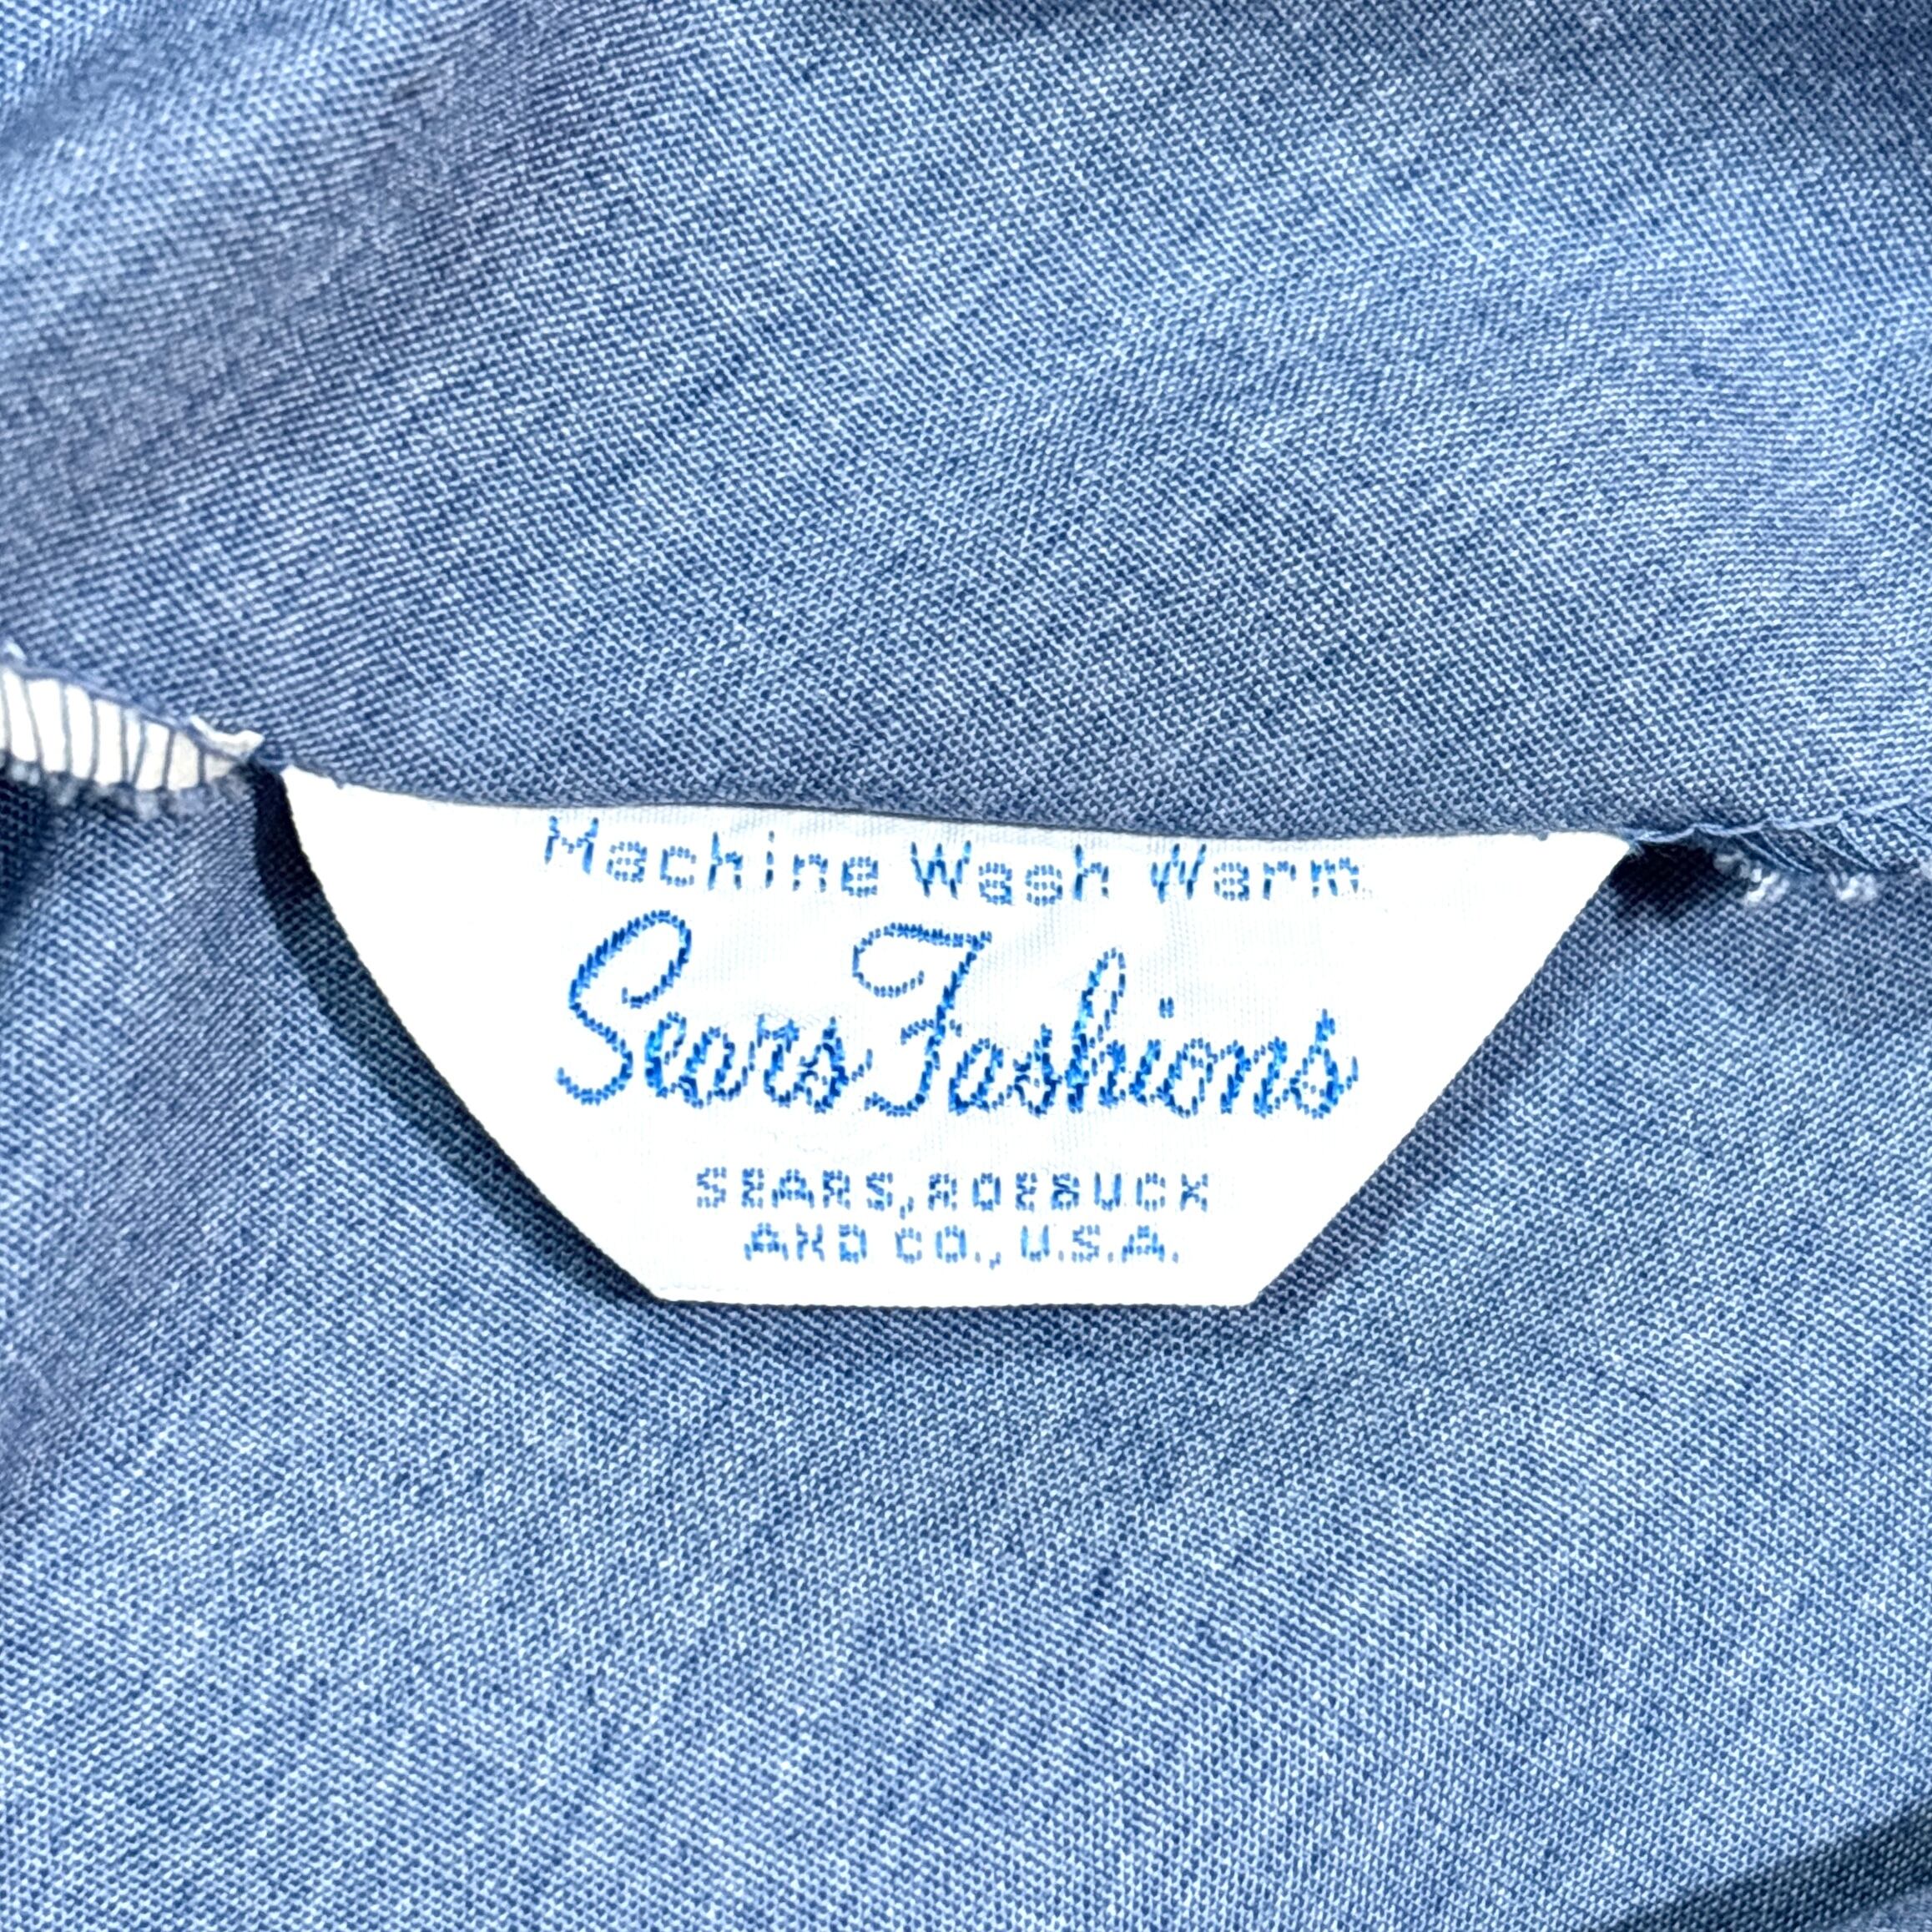 Machine Wash Warm
Sears Fashions
SEARS, ROEBUCK
AND CO., U.S.A.